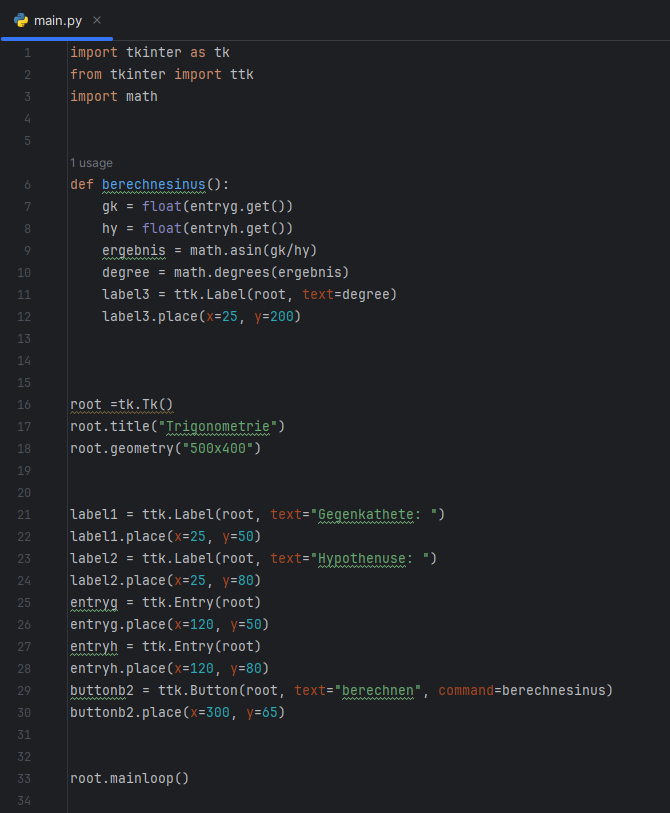 main.py
1 import tkinter as tk
2 from tkinter import ttk
3 import math
4
5
1 usage
6 def berechnesinus():
7     gk = float(entryg.get())
8     hy = float(entryh.get())
9     ergebnis = math.asin(gk/hy)
10     degree = math.degrees(ergebnis)
11     label3 = ttk.Label(root, text=degree)
12     label3.place(x=25, y=200)
13
14
15
16 root =tk.Tk()
17 root.title("Trigonometrie")
18 root.geometry("500x400")
19
20
21 label1 = ttk.Label(root, text="Gegenkathete: ")
22 label1.place(x=25, y=50)
23 label2 = ttk.Label(root, text="Hypothenuse: ")
24 label2.place(x=25, y=80)
25 entryg = ttk.Entry(root)
26 entryg.place(x=120, y=50)
27 entryh = ttk.Entry(root)
28 entryh.place(x=120, y=80)
29 buttonb2 = ttk.Button(root, text="berechnen", command=berechnesinus)
30 buttonb2.place(x=300, y=65)
31
32
33 root.mainloop()
34